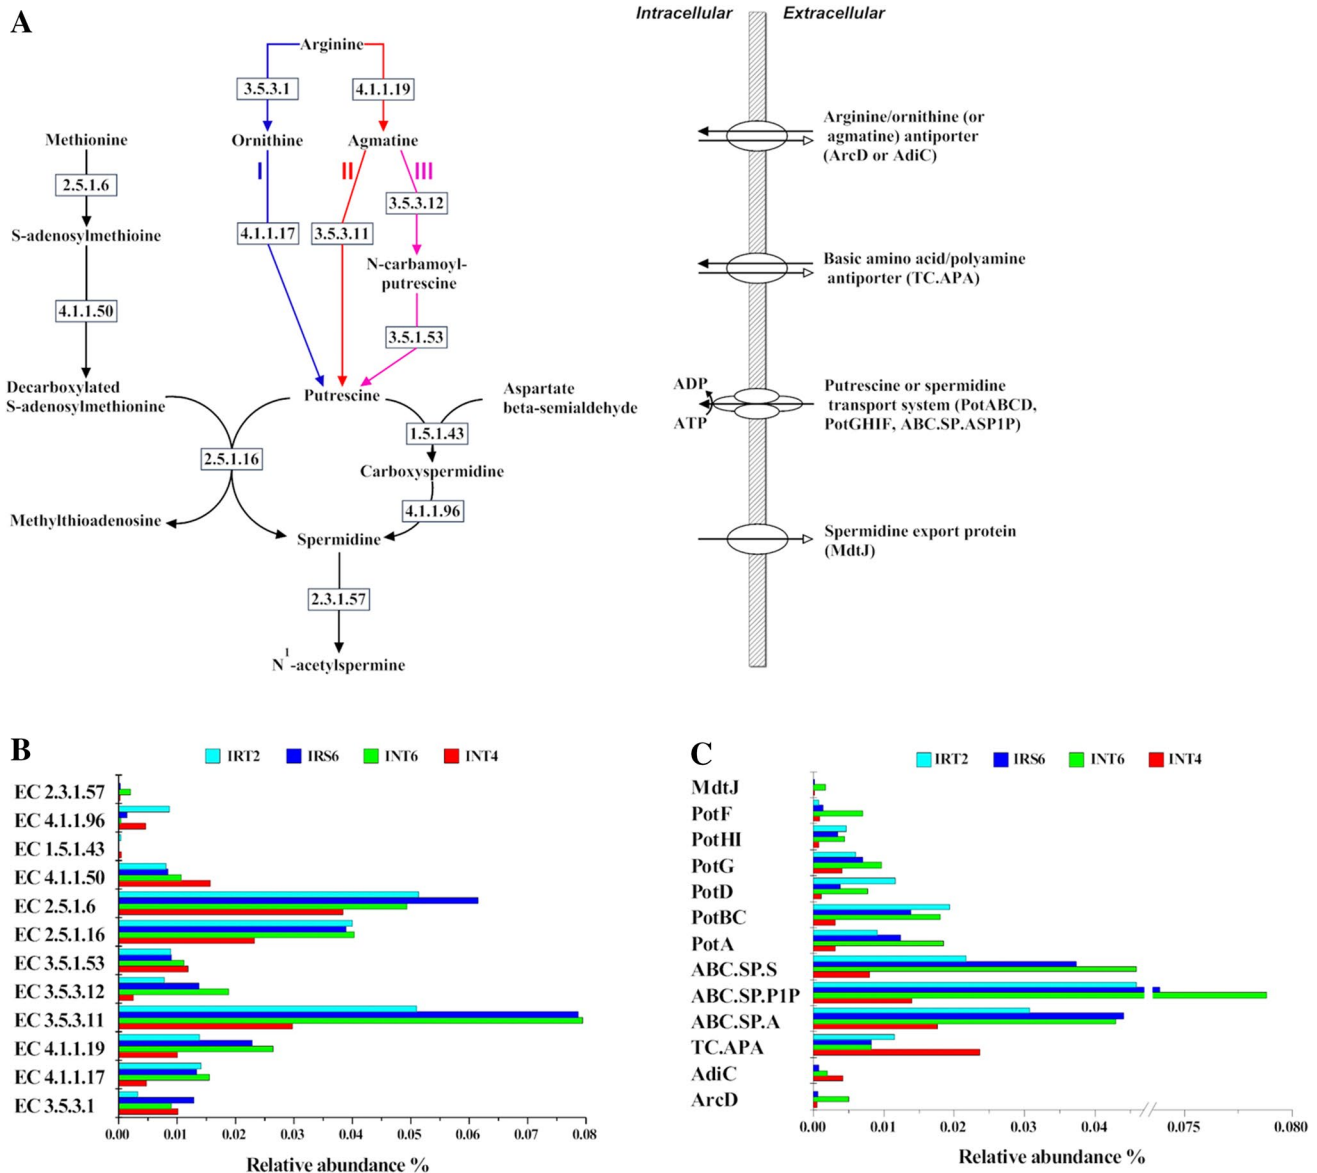 A
Intracellular
Extracellular
Arginine
3.5.3.1
4.1.1.19
Methionine
Ornithine
Agmatine
I
II
III
2.5.1.6
3.5.3.12
S-adenosylmethioine
4.1.1.17
3.5.3.11
N-carbamoyl-
putrescine
4.1.1.50
3.5.1.53
Decarboxylated
S-adenosylmethionine
Putrescine
Aspartate
beta-semialdehyde
1.5.1.43
2.5.1.16
Carboxyspermidine
4.1.1.96
Methylthioadenosine
Spermidine
2.3.1.57
N1-acetylspermine
Arginine/ornithine (or
agmatine) antiporter
(ArcD or AdiC)
Basic amino acid/polyamine
antiporter (TC.APA)
ADP
ATP
Putrescine or spermidine
transport system (PotABCD,
PotGHIF, ABC.SP.ASP1P)
Spermidine export protein
(MdtJ)
B
IRT2 IRS6 INT6 INT4
EC 2.3.1.57
EC 4.1.1.96
EC 1.5.1.43
EC 4.1.1.50
EC 2.5.1.6
EC 2.5.1.16
EC 3.5.1.53
EC 3.5.3.12
EC 3.5.3.11
EC 4.1.1.19
EC 4.1.1.17
EC 3.5.3.1
0.00 0.01 0.02 0.03 0.04 0.05 0.06 0.07 0.08
Relative abundance %
C
IRT2 IRS6 INT6 INT4
MdtJ
PotF
PotHI
PotG
PotD
PotBC
PotA
ABC.SP.S
ABC.SP.P1P
ABC.SP.A
TC.APA
AdiC
ArcD
0.00 0.01 0.02 0.03 0.04 0.075 0.080
Relative abundance %